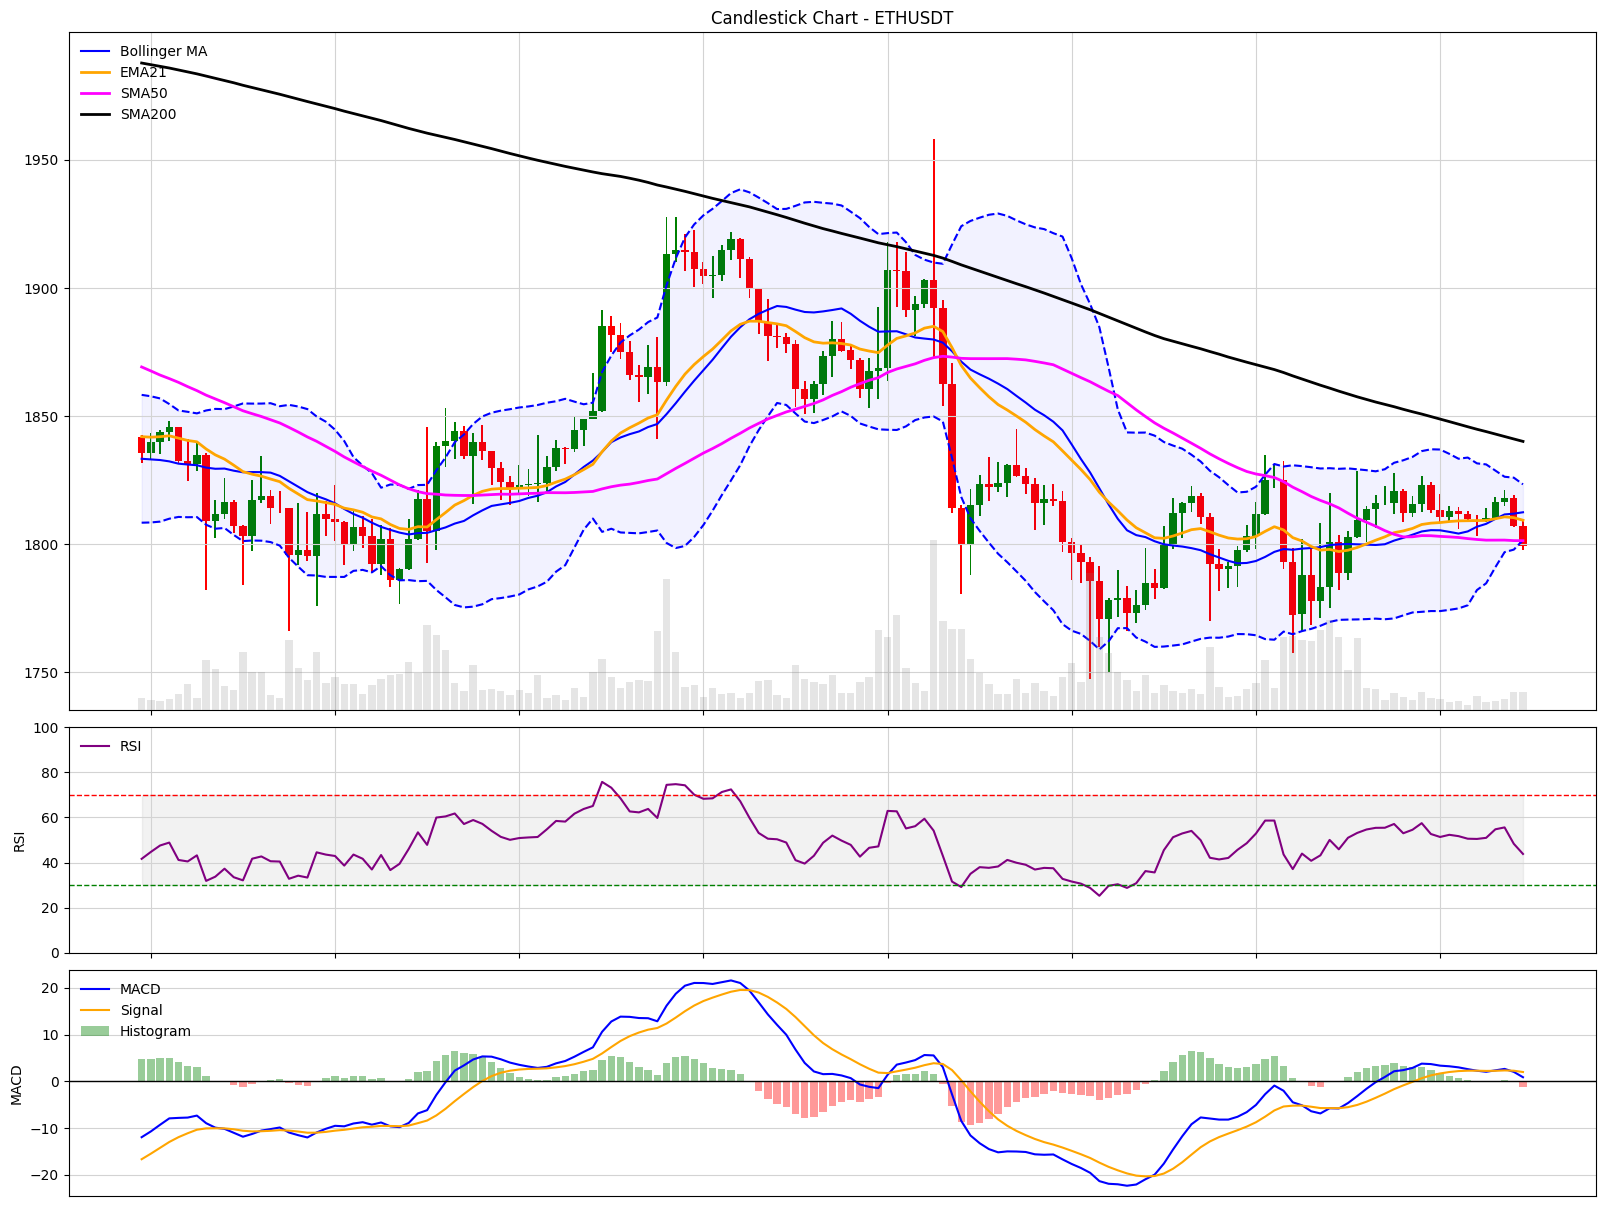 Candlestick Chart - ETHUSDT
Bollinger MA
EMA21
SMA50
SMA200
1950
1900
1850
1800
1750
RSI
100
80
60
40
20
0
RSI
MACD
Signal
Histogram
20
10
0
−10
−20
MACD